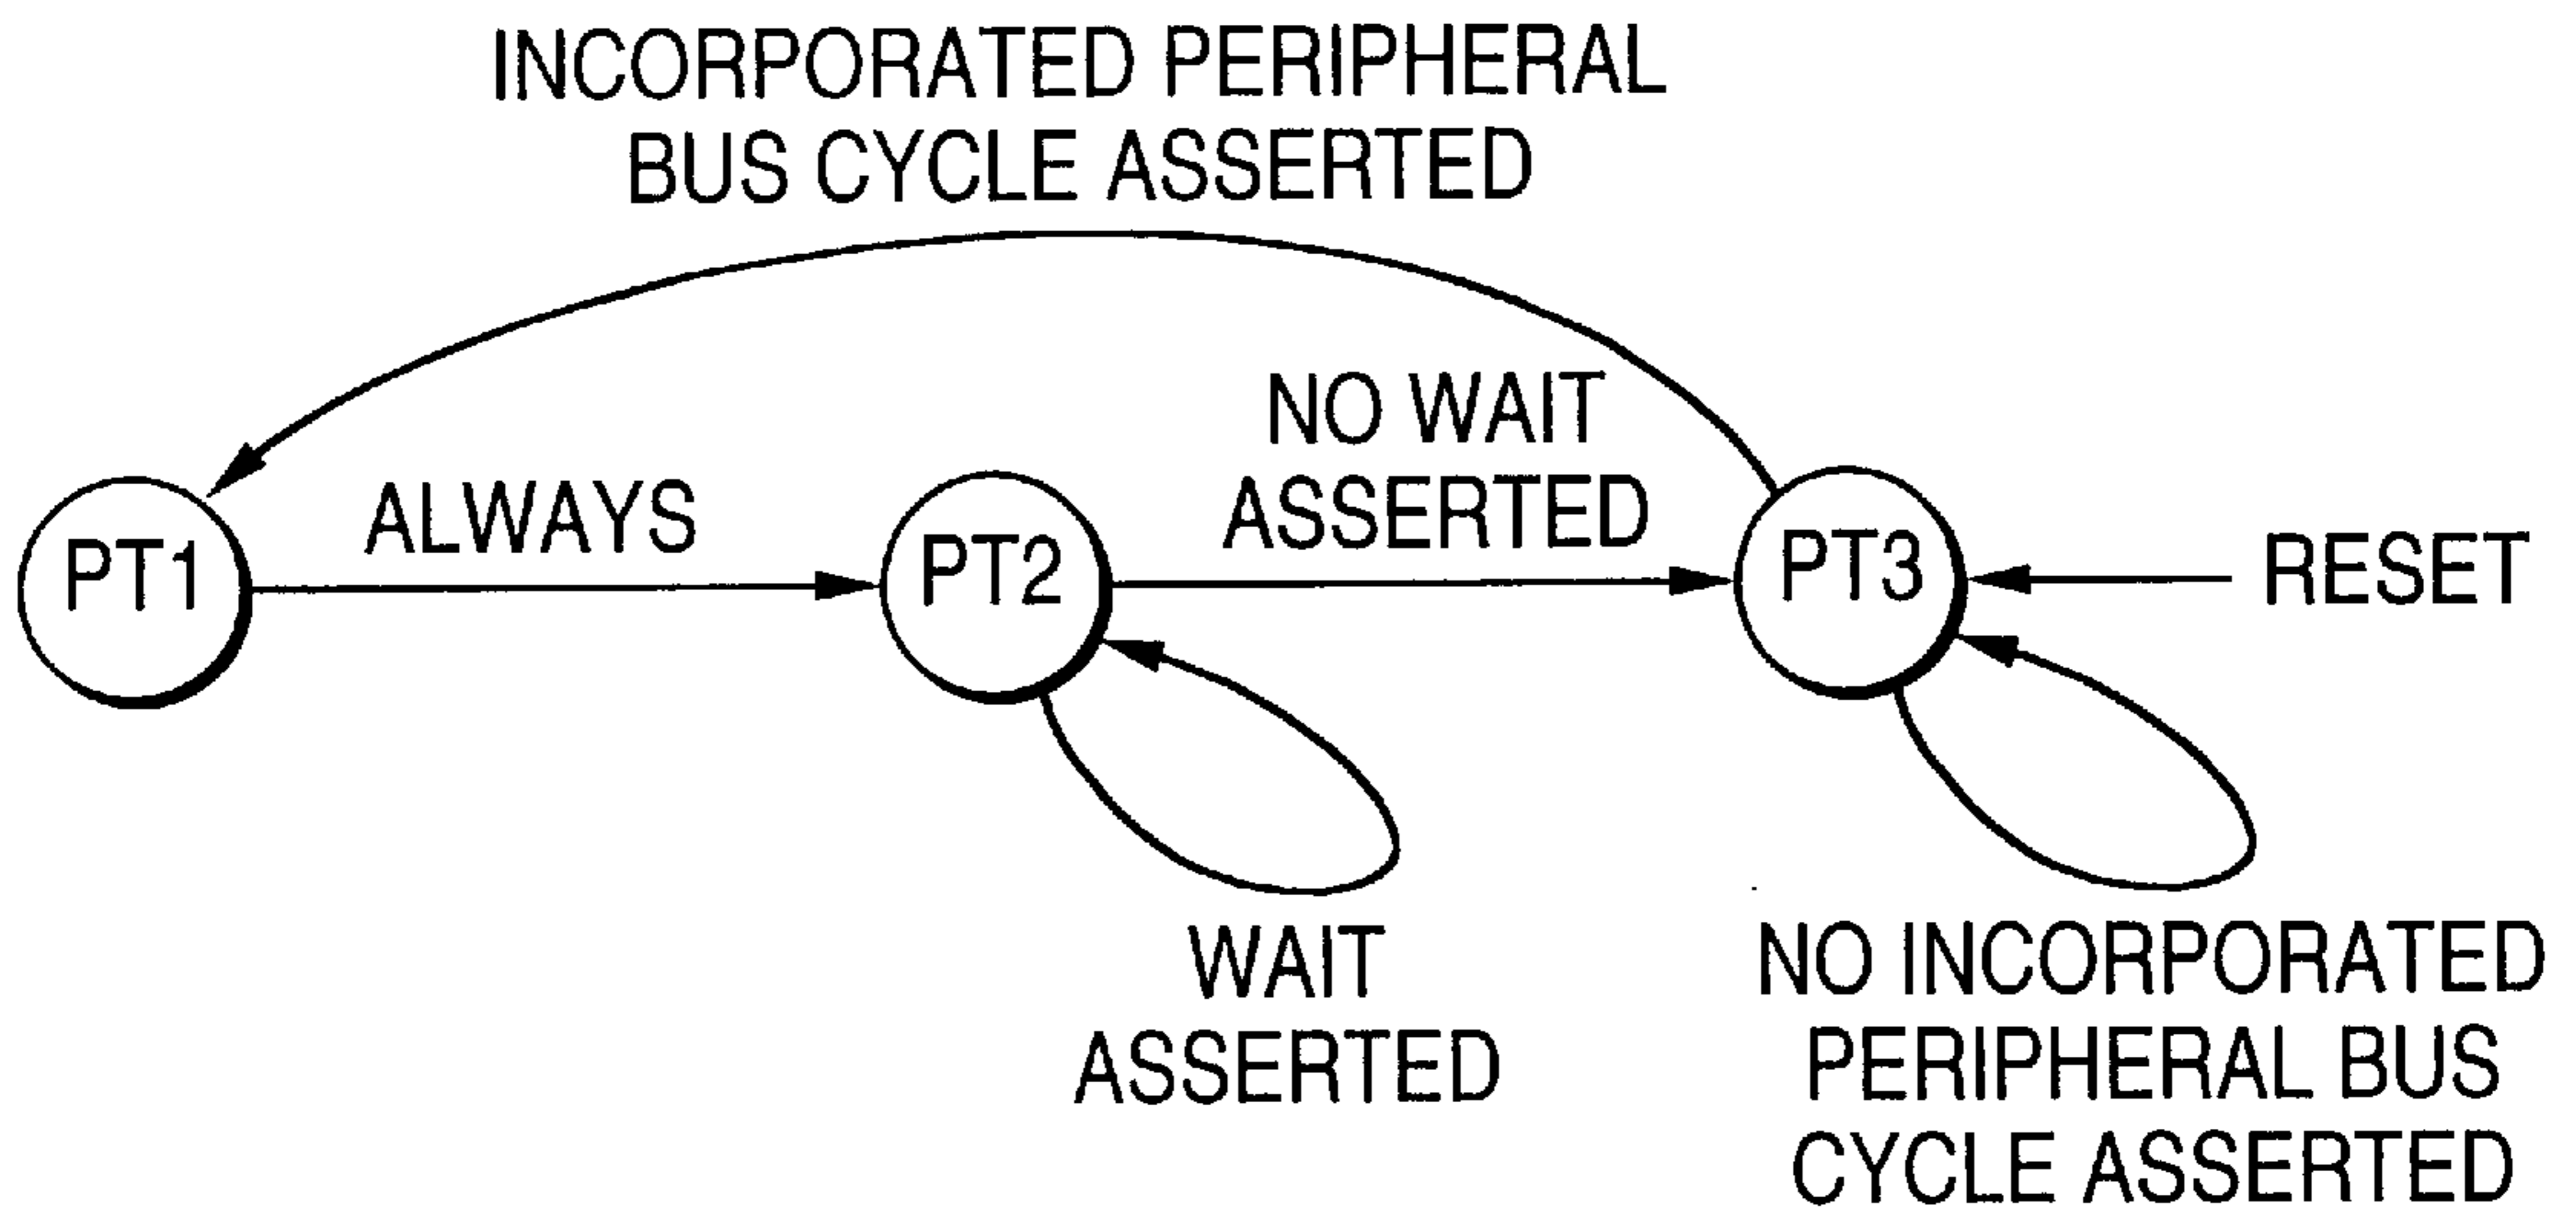 INCORPORATED PERIPHERAL
BUS CYCLE ASSERTED
NO WAIT
ASSERTED
ALWAYS
PT1
PT2
PT3
RESET
WAIT
ASSERTED
NO INCORPORATED
PERIPHERAL BUS
CYCLE ASSERTED